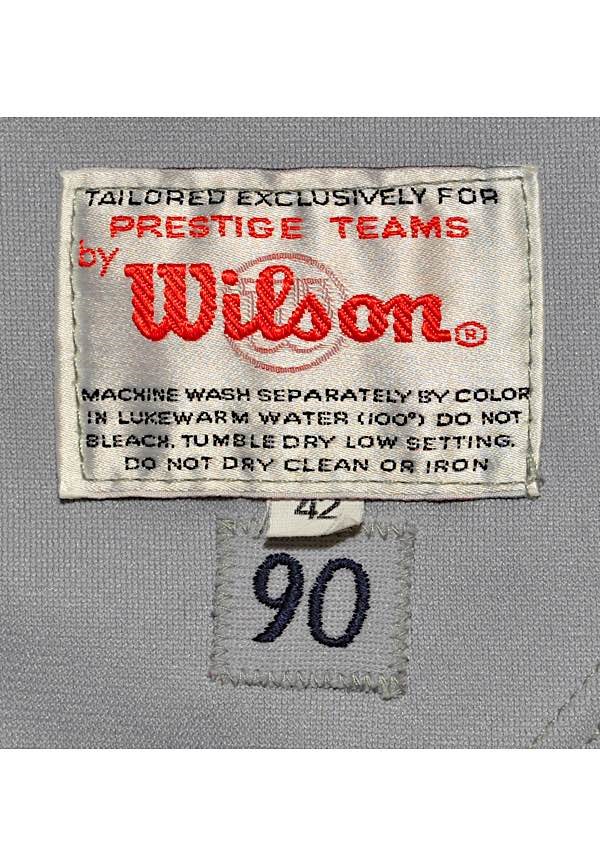 TAILORED EXCLUSIVELY FOR
PRESTIGE TEAMS
by
Wilson®
MACHINE WASH SEPARATELY BY COLOR
IN LUKEWARM WATER (100°) DO NOT
BLEACH. TUMBLE DRY LOW SETTING.
DO NOT DRY CLEAN OR IRON
42
90